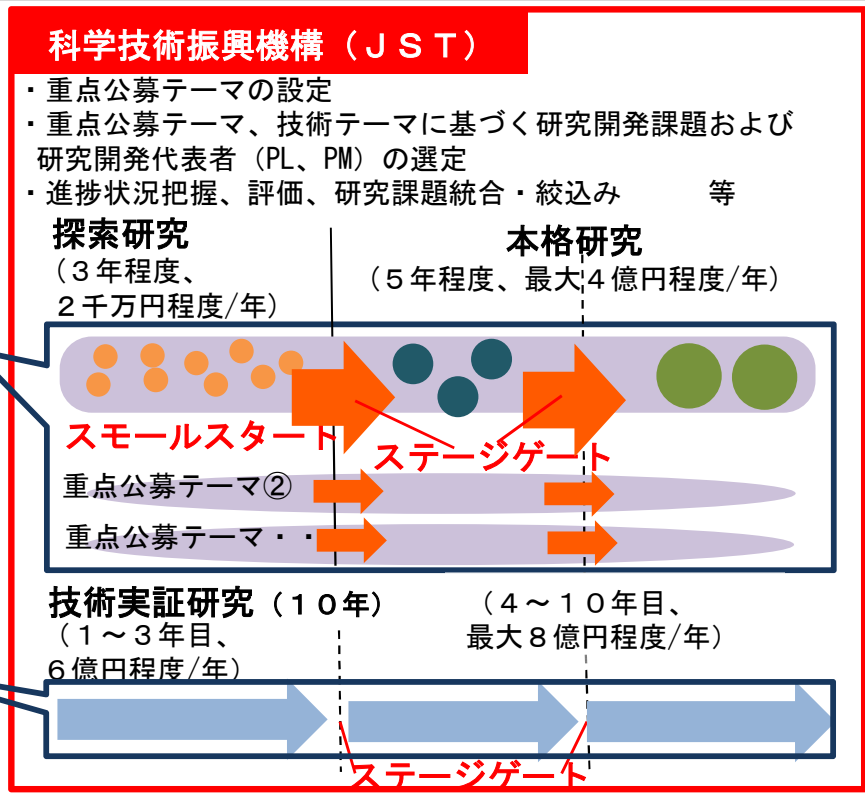 科学技術振興機構（ＪＳＴ）
・重点公募テーマの設定
・重点公募テーマ、技術テーマに基づく研究開発課題および
研究開発代表者（PL、PM）の選定
・進捗状況把握、評価、研究課題統合・絞込み　　　等
探索研究
（３年程度、
２千万円程度/年）
本格研究
（５年程度、最大４億円程度/年）
スモールスタート
ステージゲート
重点公募テーマ②
重点公募テーマ・・
技術実証研究（１０年）
（１～３年目、
６億円程度/年）
（４～１０年目、
最大８億円程度/年）
ステージゲート